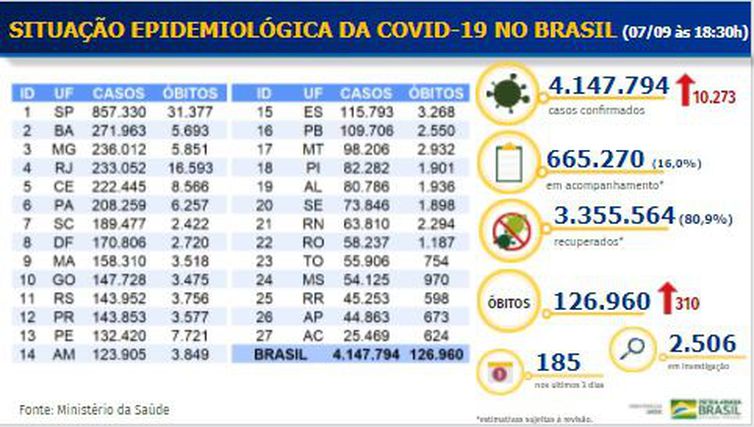 SITUAÇÃO EPIDEMIOLÓGICA DA COVID-19 NO BRASIL (07/09 às 18:30h)
ID UF CASOS ÓBITOS ID UF CASOS ÓBITOS
1 SP 857.330 31.377 15 ES 115.793 3.268
2 BA 271.963 5.693 16 PB 109.706 2.550
3 MG 236.012 5.851 17 MT 98.206 2.932
4 RJ 233.052 16.593 18 PI 82.282 1.901
5 CE 222.445 8.566 19 AL 80.786 1.936
6 PA 208.259 6.257 20 SE 73.846 1.898
7 SC 189.477 2.422 21 RN 63.810 2.294
8 DF 170.806 2.720 22 RO 58.237 1.187
9 MA 158.310 3.518 23 TO 55.906 754
10 GO 147.728 3.475 24 MS 54.125 970
11 RS 143.952 3.756 25 RR 45.253 598
12 PR 143.853 3.577 26 AP 44.863 673
13 PE 132.420 7.721 27 AC 25.469 624
14 AM 123.905 3.849 BRASIL 4.147.794 126.960
4.147.794 10.273
casos confirmados
665.270 (16,0%)
em acompanhamento*
3.355.564 (80,9%)
recuperados*
ÓBITOS 126.960 310
185
nos últimos 3 dias
2.506
em investigação
Fonte: Ministério da Saúde
*estimativas sujeitas à revisão.
MINISTÉRIO DA
SAÚDE
PÁTRIA AMADA
BRASIL